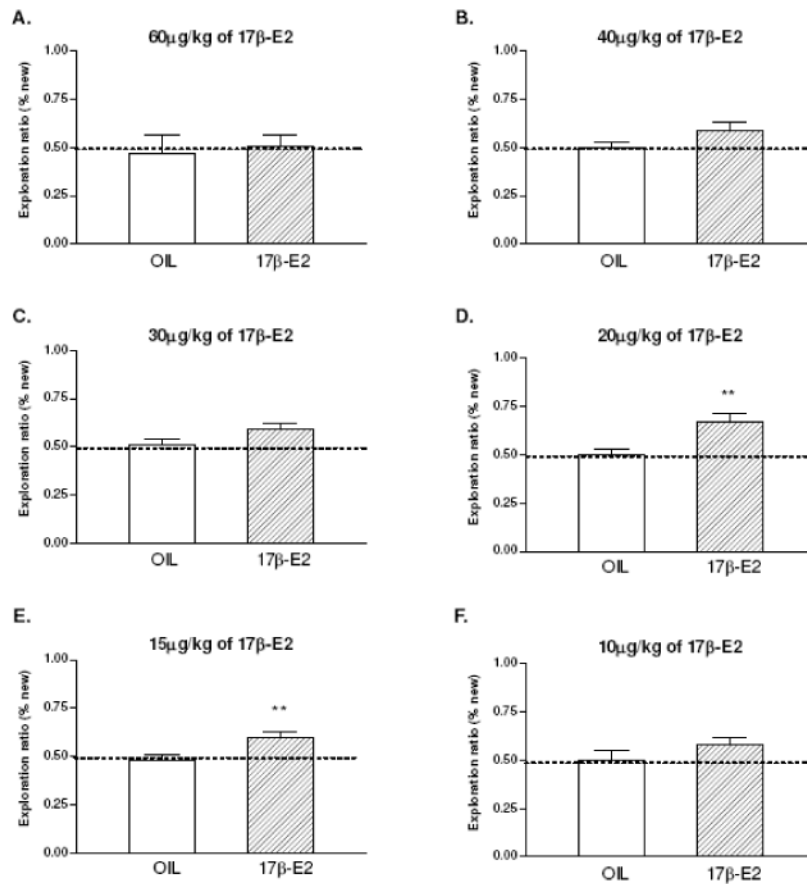 A.
60μg/kg of 17β-E2
Exploration ratio (% new)
1.00
0.75
0.50
0.25
0.00
OIL
17β-E2
B.
40μg/kg of 17β-E2
Exploration ratio (% new)
1.00
0.75
0.50
0.25
0.00
OIL
17β-E2
C.
30μg/kg of 17β-E2
Exploration ratio (% new)
1.00
0.75
0.50
0.25
0.00
OIL
17β-E2
D.
20μg/kg of 17β-E2
Exploration ratio (% new)
1.00
0.75
0.50
0.25
0.00
**
OIL
17β-E2
E.
15μg/kg of 17β-E2
Exploration ratio (% new)
1.00
0.75
0.50
0.25
0.00
**
OIL
17β-E2
F.
10μg/kg of 17β-E2
Exploration ratio (% new)
1.00
0.75
0.50
0.25
0.00
OIL
17β-E2